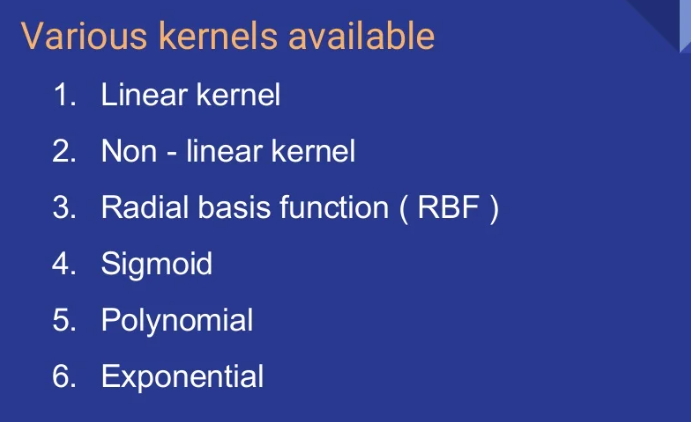 Various kernels available
1. Linear kernel
2. Non - linear kernel
3. Radial basis function ( RBF )
4. Sigmoid
5. Polynomial
6. Exponential